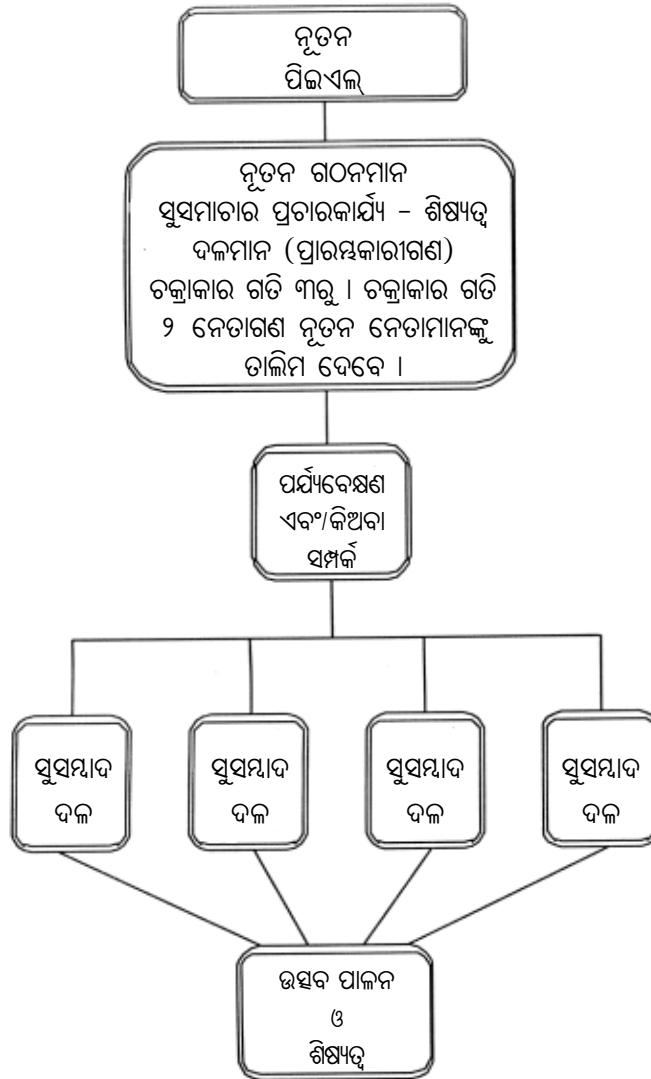 ନୂତନ
ପିଇଏଲ୍
ନୂତନ ଗଠନମାନ
ସୁସମାଚାର ପ୍ରଚାରକାର୍ଯ୍ୟ – ଶିଷ୍ୟତ୍ୱ
ଦଳମାନ (ପ୍ରାରମ୍ଭକାରୀଗଣ)
ଚକ୍ରାକାର ଗତି ୩ରୁ । ଚକ୍ରାକାର ଗତି
୨ ନେତାଗଣ ନୂତନ ନେତାମାନଙ୍କୁ
ତାଲିମ ଦେବେ ।
ପର୍ଯ୍ୟବେକ୍ଷଣ
ଏବଂ/କିଅବା
ସମ୍ପର୍କ
ସୁସମ୍ବାଦ ସୁସମ୍ବାଦ ସୁସମ୍ବାଦ ସୁସମ୍ବାଦ
ଦଳ ଦଳ ଦଳ ଦଳ
ଉତ୍ସବ ପାଳନ
ଓ
ଶିଷ୍ୟତ୍ୱ